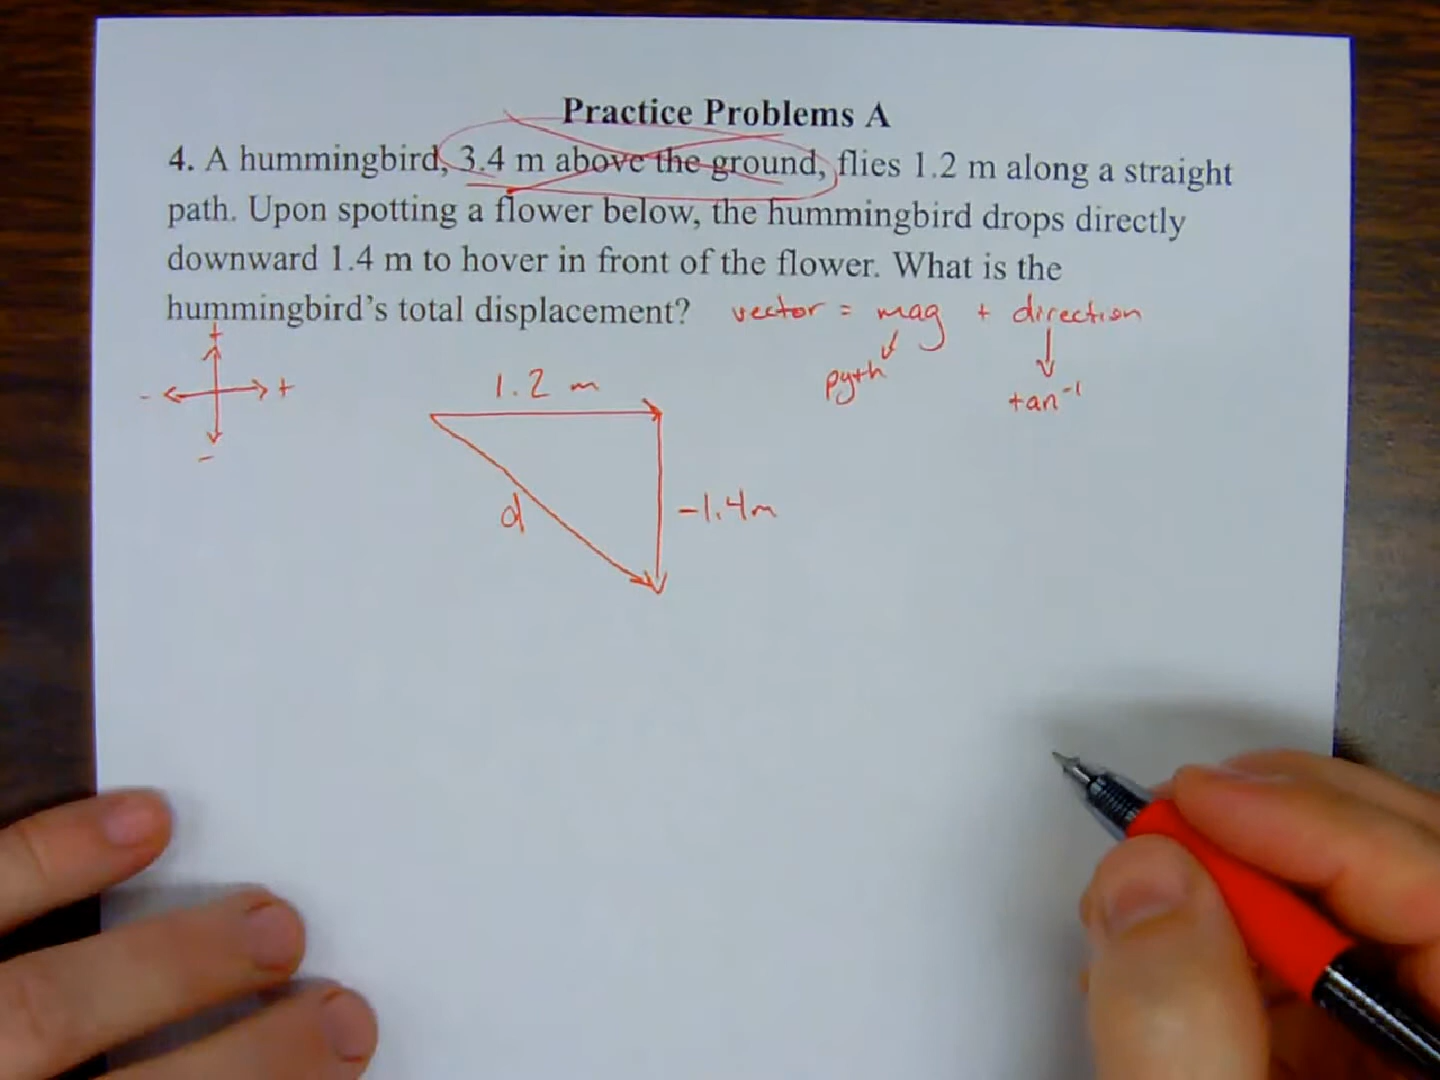 Practice Problems A
4. A hummingbird, 3.4 m above the ground, flies 1.2 m along a straight
path. Upon spotting a flower below, the hummingbird drops directly
downward 1.4 m to hover in front of the flower. What is the
hummingbird's total displacement? vector = mag + direction
pyth tan⁻¹
+
- +
-
1.2 m
d
-1.4m